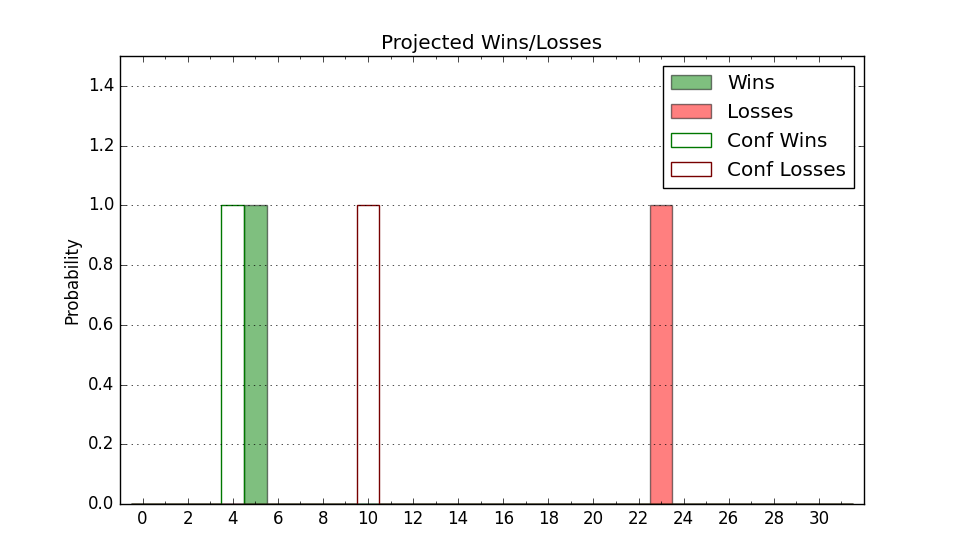 Projected Wins/Losses
Wins
Losses
Conf Wins
Conf Losses
Probability
1.4
1.2
1.0
0.8
0.6
0.4
0.2
0.0
0 2 4 6 8 10 12 14 16 18 20 22 24 26 28 30